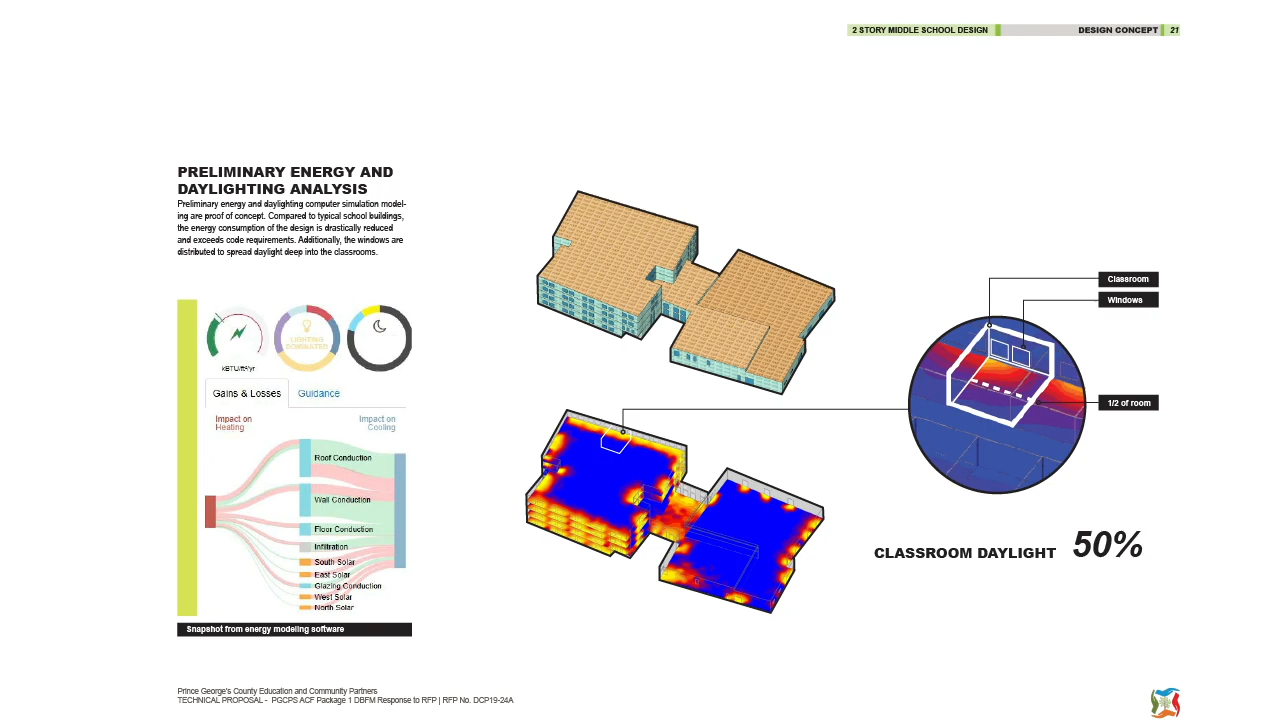 2 STORY MIDDLE SCHOOL DESIGN
DESIGN CONCEPT
21
PRELIMINARY ENERGY AND
DAYLIGHTING ANALYSIS
Preliminary energy and daylighting computer simulation model-
ing are proof of concept. Compared to typical school buildings,
the energy consumption of the design is drastically reduced
and exceeds code requirements. Additionally, the windows are
distributed to spread daylight deep into the classrooms.
LIGHTING
DOMINATED
kBTU/ft²/yr
Gains & Losses
Guidance
Impact on
Heating
Impact on
Cooling
Roof Conduction
Wall Conduction
Floor Conduction
Infiltration
South Solar
East Solar
Glazing Conduction
West Solar
North Solar
Snapshot from energy modeling software
Classroom
Windows
1/2 of room
CLASSROOM DAYLIGHT 50%
Prince George's County Education and Community Partners
TECHNICAL PROPOSAL - PGCPS ACF Package 1 DBFM Response to RFP | RFP No. DCP19-24A